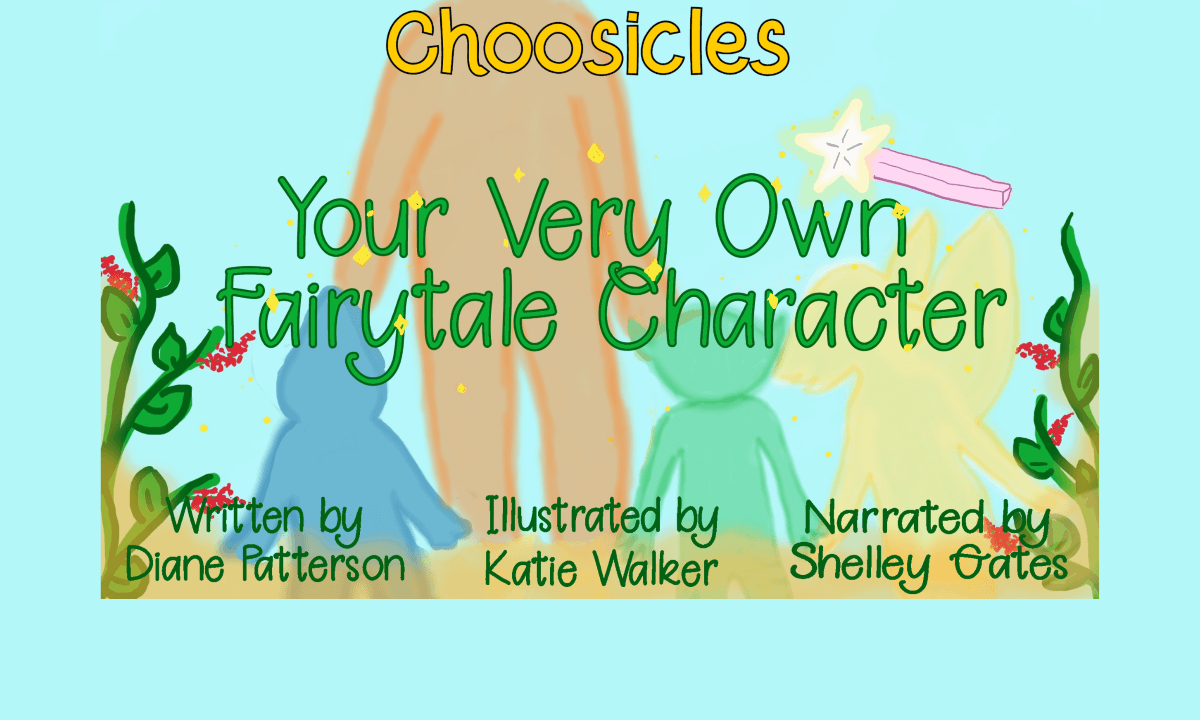 Choosicles
Your Very Own
Fairytale Character
Written by
Diane Patterson
Illustrated by
Katie Walker
Narrated by
Shelley Oates